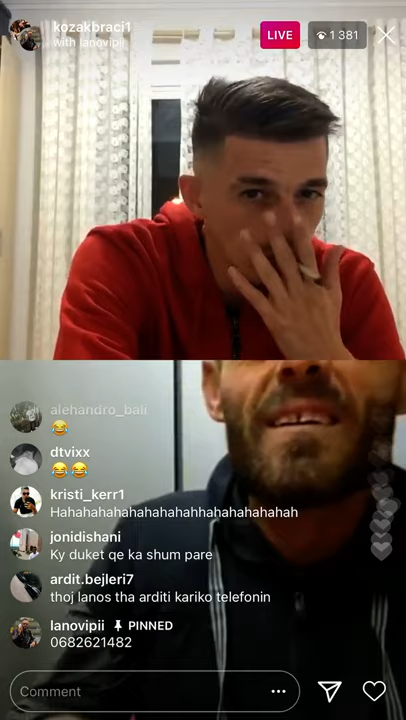 kozakbraci1
with lanovipii
LIVE
1 381
alehandro_bali
😂
dtvixx
😂😂
kristi_kerr1
Hahahahahahahahahahhahahahahahah
jonidishani
Ky duket qe ka shum pare
ardit.bejleri7
thoj lanos tha arditi kariko telefonin
lanovipii PINNED
0682621482
Comment